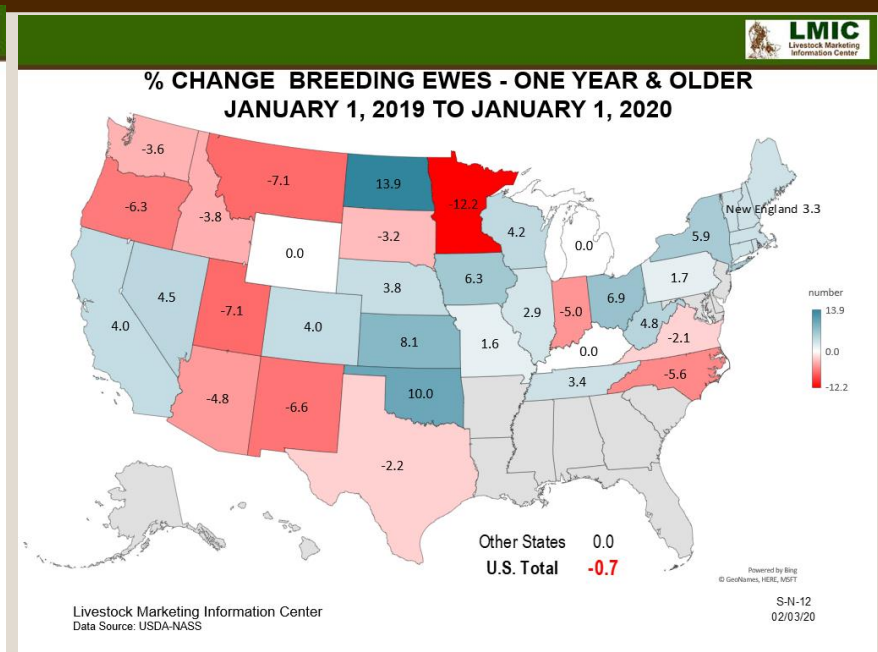 LMIC
Livestock Marketing
Information Center
% CHANGE BREEDING EWES - ONE YEAR & OLDER
JANUARY 1, 2019 TO JANUARY 1, 2020
-3.6
-7.1
13.9
-12.2
-6.3
-3.8
4.2
New England 3.3
-3.2
5.9
0.0
0.0
6.3
1.7
3.8
number
4.5
6.9
13.9
-7.1
2.9
-5.0
4.0
4.0
4.8
8.1
1.6
-2.1
0.0
0.0
-5.6
3.4
-12.2
-4.8
10.0
-6.6
-2.2
Other States 0.0
U.S. Total -0.7
Powered by Bing
© GeoNames, HERE, MSFT
S-N-12
Livestock Marketing Information Center
02/03/20
Data Source: USDA-NASS